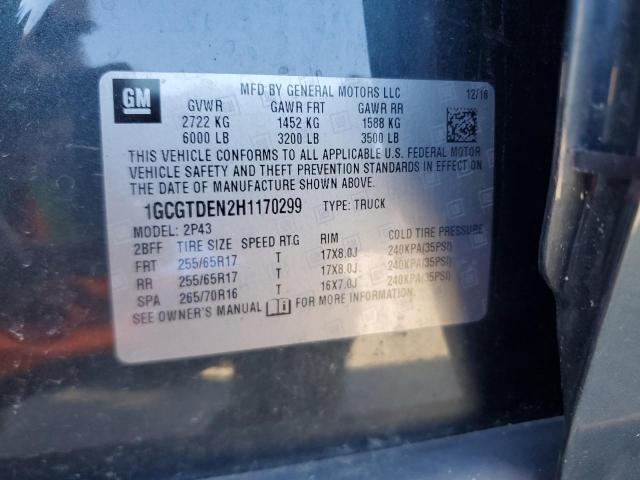 GM
MFD BY GENERAL MOTORS LLC 12/16
GVWR GAWR FRT GAWR RR
2722 KG 1452 KG 1588 KG
6000 LB 3200 LB 3500 LB
THIS VEHICLE CONFORMS TO ALL APPLICABLE U.S. FEDERAL MOTOR
VEHICLE SAFETY AND THEFT PREVENTION STANDARDS IN EFFECT ON
THE DATE OF MANUFACTURE SHOWN ABOVE.
1GCGTDEN2H1170299 TYPE: TRUCK
MODEL: 2P43
2BFF TIRE SIZE SPEED RTG RIM COLD TIRE PRESSURE
FRT 255/65R17 T 17X8.0J 240KPA(35PSI)
RR 255/65R17 T 17X8.0J 240KPA(35PSI)
SPA 265/70R16 T 16X7.0J 240KPA(35PSI)
SEE OWNER'S MANUAL FOR MORE INFORMATION.